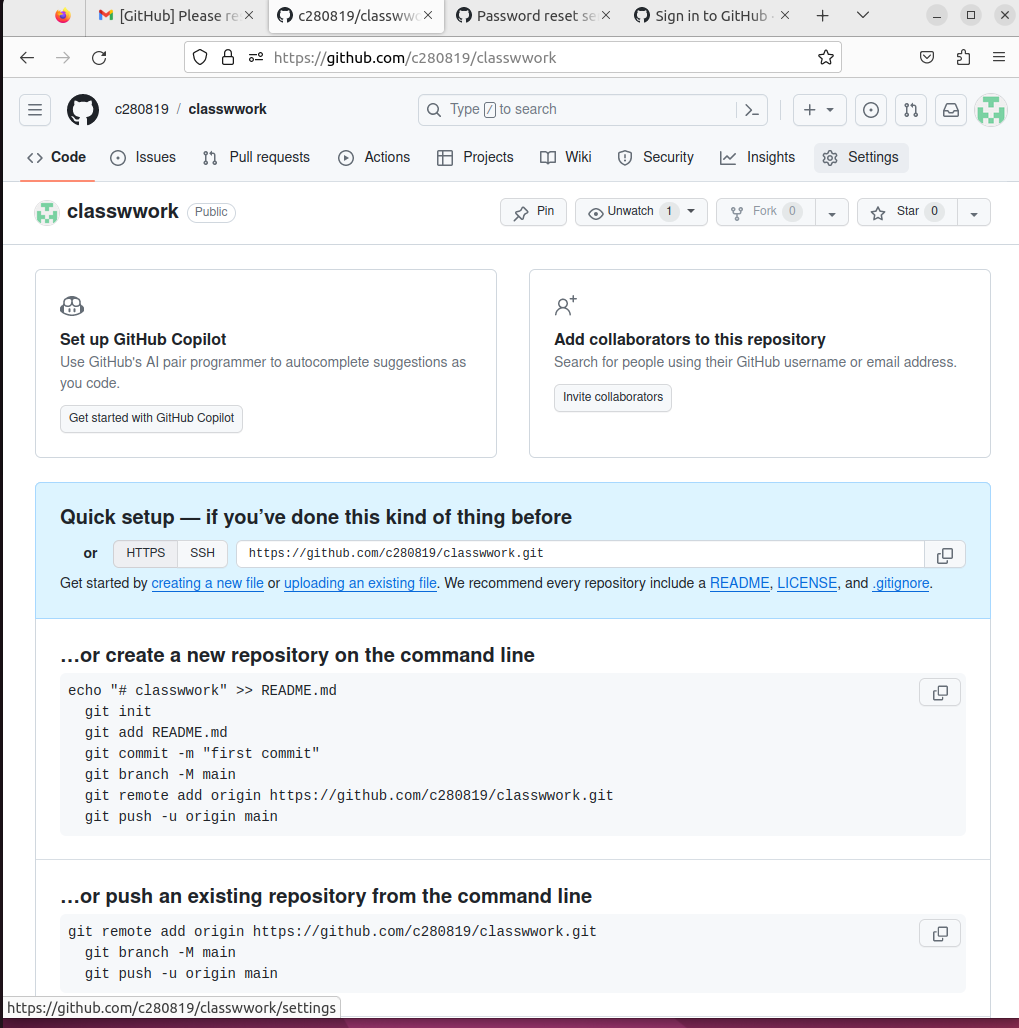 [GitHub] Please re
c280819/classwwo
Password reset se
Sign in to GitHub
https://github.com/c280819/classwwork
c280819 / classwwork
Type / to search
Code
Issues
Pull requests
Actions
Projects
Wiki
Security
Insights
Settings
classwwork
Public
Pin
Unwatch 1
Fork 0
Star 0
Set up GitHub Copilot
Use GitHub's AI pair programmer to autocomplete suggestions as
you code.
Get started with GitHub Copilot
Add collaborators to this repository
Search for people using their GitHub username or email address.
Invite collaborators
Quick setup — if you’ve done this kind of thing before
or HTTPS SSH https://github.com/c280819/classwwork.git
Get started by creating a new file or uploading an existing file. We recommend every repository include a README, LICENSE, and .gitignore.
…or create a new repository on the command line
echo "# classwwork" >> README.md
git init
git add README.md
git commit -m "first commit"
git branch -M main
git remote add origin https://github.com/c280819/classwwork.git
git push -u origin main
…or push an existing repository from the command line
git remote add origin https://github.com/c280819/classwwork.git
git branch -M main
git push -u origin main
https://github.com/c280819/classwwork/settings